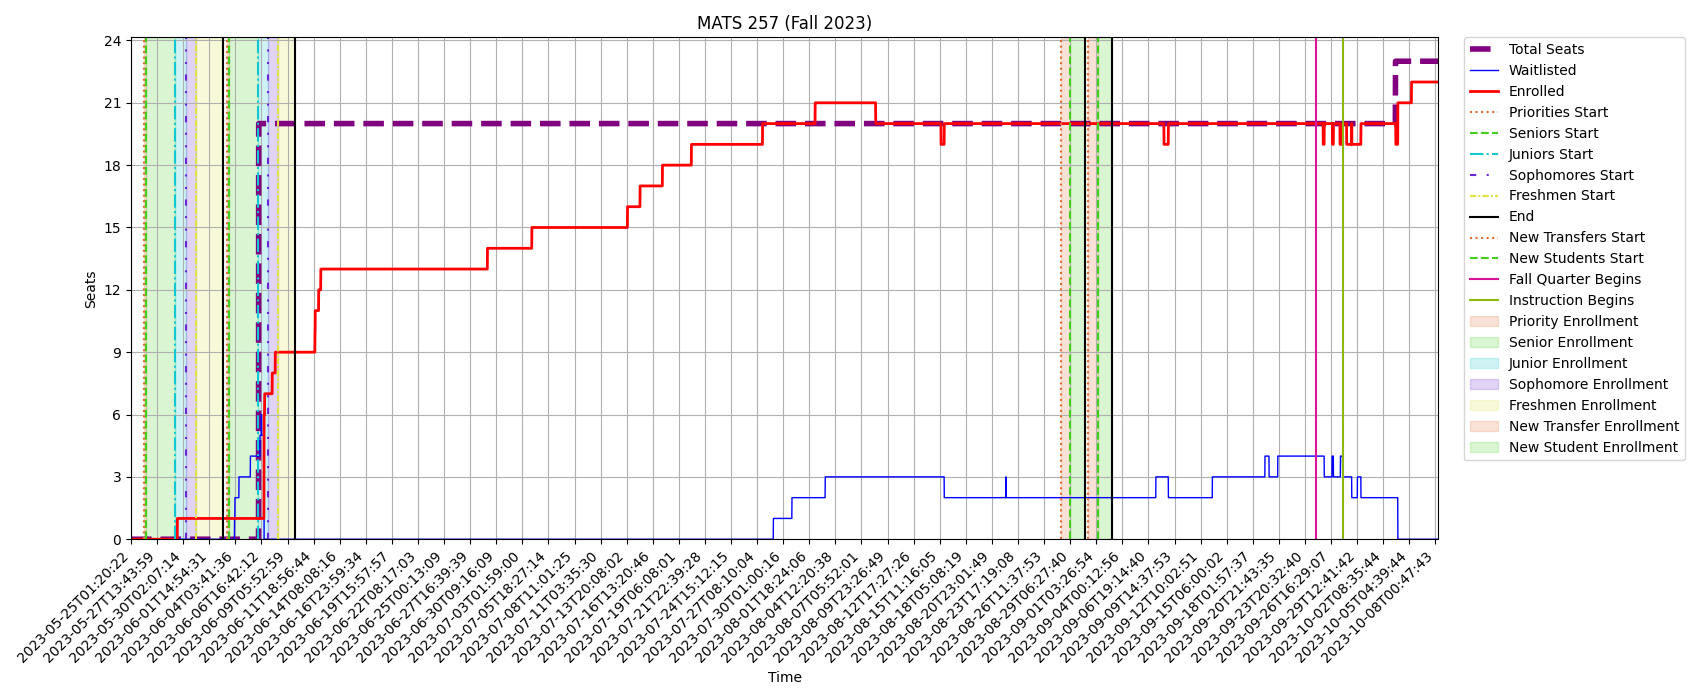 MATS 257 (Fall 2023)
24
21
18
15
12
9
6
3
0
Seats
2023-05-25T01:20:22
2023-05-27T13:43:59
2023-05-30T02:07:14
2023-06-01T14:54:31
2023-06-04T03:41:36
2023-06-06T16:42:12
2023-06-09T05:52:59
2023-06-11T18:56:44
2023-06-14T08:08:16
2023-06-16T23:59:34
2023-06-19T15:57:57
2023-06-22T08:17:03
2023-06-25T00:13:09
2023-06-27T16:39:39
2023-06-30T09:16:09
2023-07-03T01:59:00
2023-07-05T18:27:14
2023-07-08T11:01:25
2023-07-11T03:35:30
2023-07-13T20:08:02
2023-07-16T13:20:46
2023-07-19T06:08:01
2023-07-21T22:39:28
2023-07-24T15:12:15
2023-07-27T08:10:04
2023-07-30T01:00:16
2023-08-01T18:24:06
2023-08-04T12:20:38
2023-08-07T05:52:01
2023-08-09T23:26:49
2023-08-12T17:27:26
2023-08-15T11:16:05
2023-08-18T05:08:19
2023-08-20T23:01:49
2023-08-23T17:19:08
2023-08-26T11:37:53
2023-08-29T06:27:40
2023-09-01T03:26:54
2023-09-04T00:12:56
2023-09-06T19:14:40
2023-09-09T14:37:53
2023-09-12T10:02:51
2023-09-15T06:00:02
2023-09-18T01:57:37
2023-09-20T21:43:35
2023-09-23T20:32:40
2023-09-26T16:29:07
2023-09-29T12:41:42
2023-10-02T08:35:44
2023-10-05T04:39:44
2023-10-08T00:47:43
Time
Total Seats
Waitlisted
Enrolled
Priorities Start
Seniors Start
Juniors Start
Sophomores Start
Freshmen Start
End
New Transfers Start
New Students Start
Fall Quarter Begins
Instruction Begins
Priority Enrollment
Senior Enrollment
Junior Enrollment
Sophomore Enrollment
Freshmen Enrollment
New Transfer Enrollment
New Student Enrollment